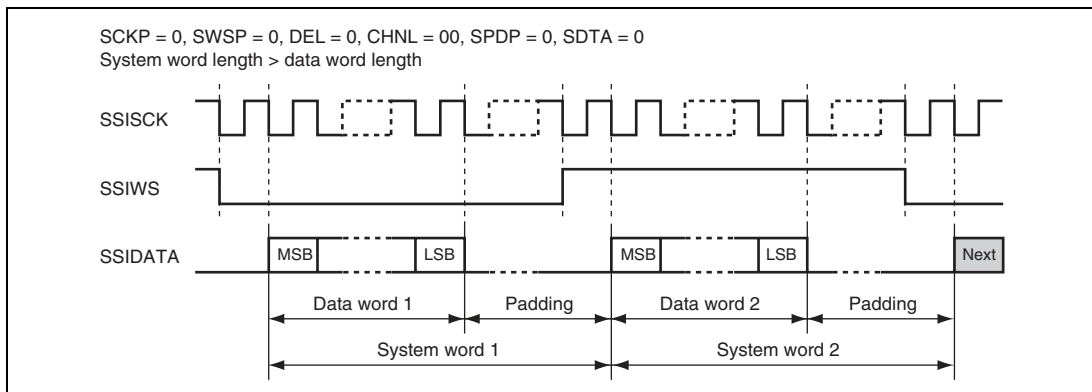 SCKP = 0, SWSP = 0, DEL = 0, CHNL = 00, SPDP = 0, SDTA = 0
System word length > data word length
SSISCK
SSIWS
SSIDATA
MSB
LSB
MSB
LSB
Next
Data word 1
Padding
Data word 2
Padding
System word 1
System word 2